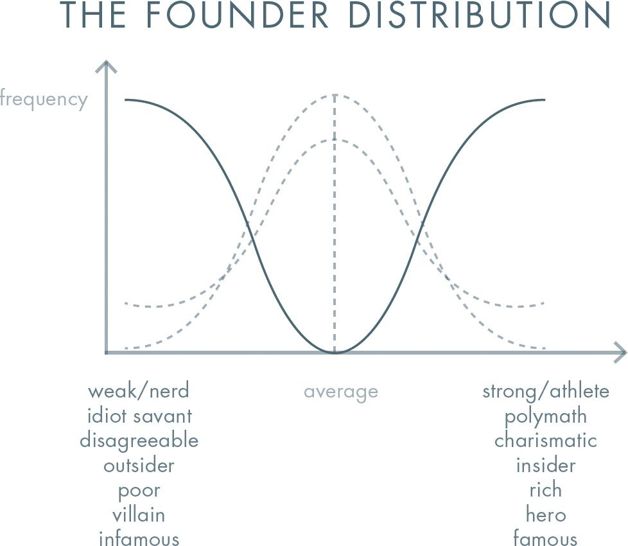 THE FOUNDER DISTRIBUTION
frequency
weak/nerd
idiot savant
disagreeable
outsider
poor
villain
infamous
average
strong/athlete
polymath
charismatic
insider
rich
hero
famous